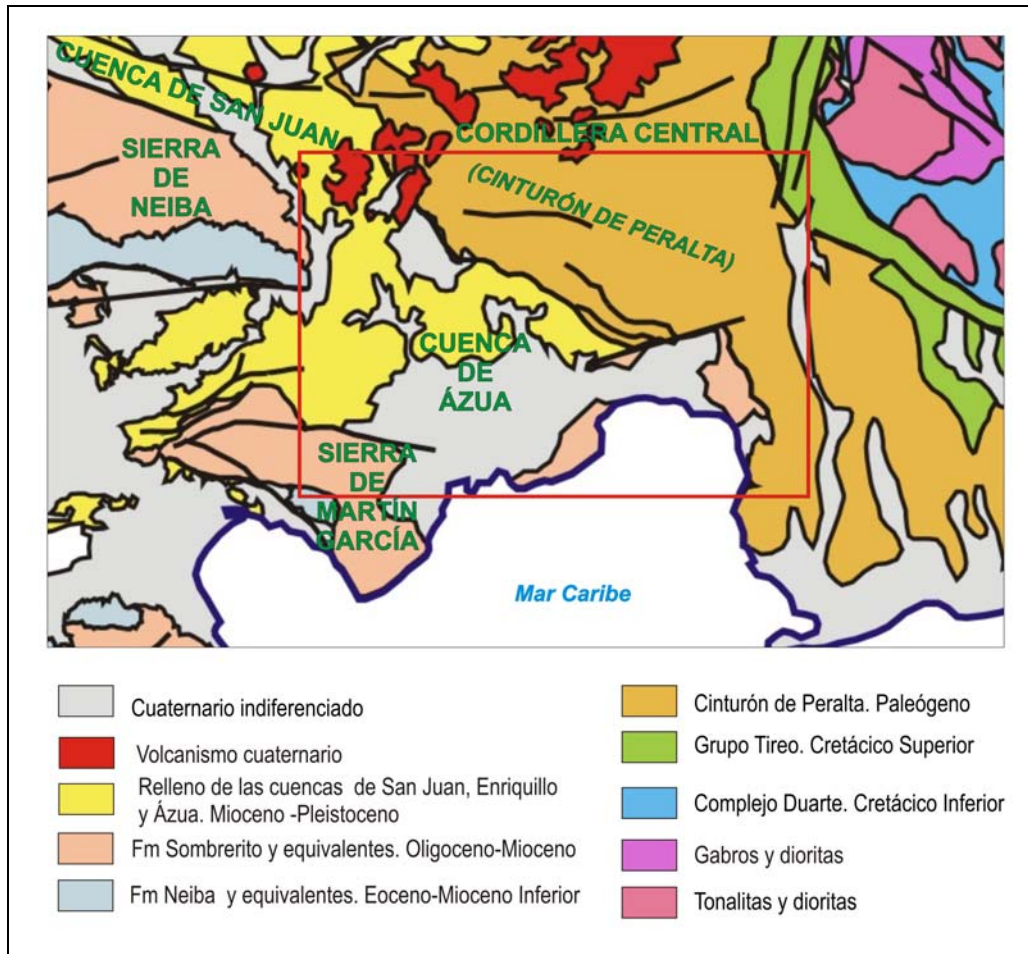 CUENCA DE SAN JUAN
CORDILLERA CENTRAL
SIERRA
DE
NEIBA
(CINTURÓN DE PERALTA)
CUENCA
DE
ÁZUA
SIERRA
DE
MARTÍN
GARCÍA
Mar Caribe
Cuaternario indiferenciado
Volcanismo cuaternario
Relleno de las cuencas de San Juan, Enriquillo
y Ázua. Mioceno -Pleistoceno
Fm Sombrerito y equivalentes. Oligoceno-Mioceno
Fm Neiba y equivalentes. Eoceno-Mioceno Inferior
Cinturón de Peralta. Paleógeno
Grupo Tireo. Cretácico Superior
Complejo Duarte. Cretácico Inferior
Gabros y dioritas
Tonalitas y dioritas